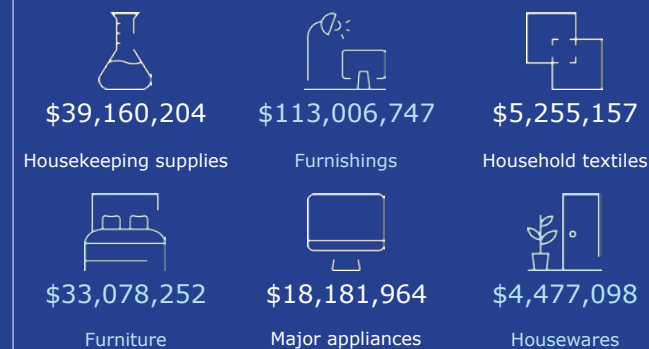 $39,160,204 $113,006,747 $5,255,157
Housekeeping supplies Furnishings Household textiles
$33,078,252 $18,181,964 $4,477,098
Furniture Major appliances Housewares